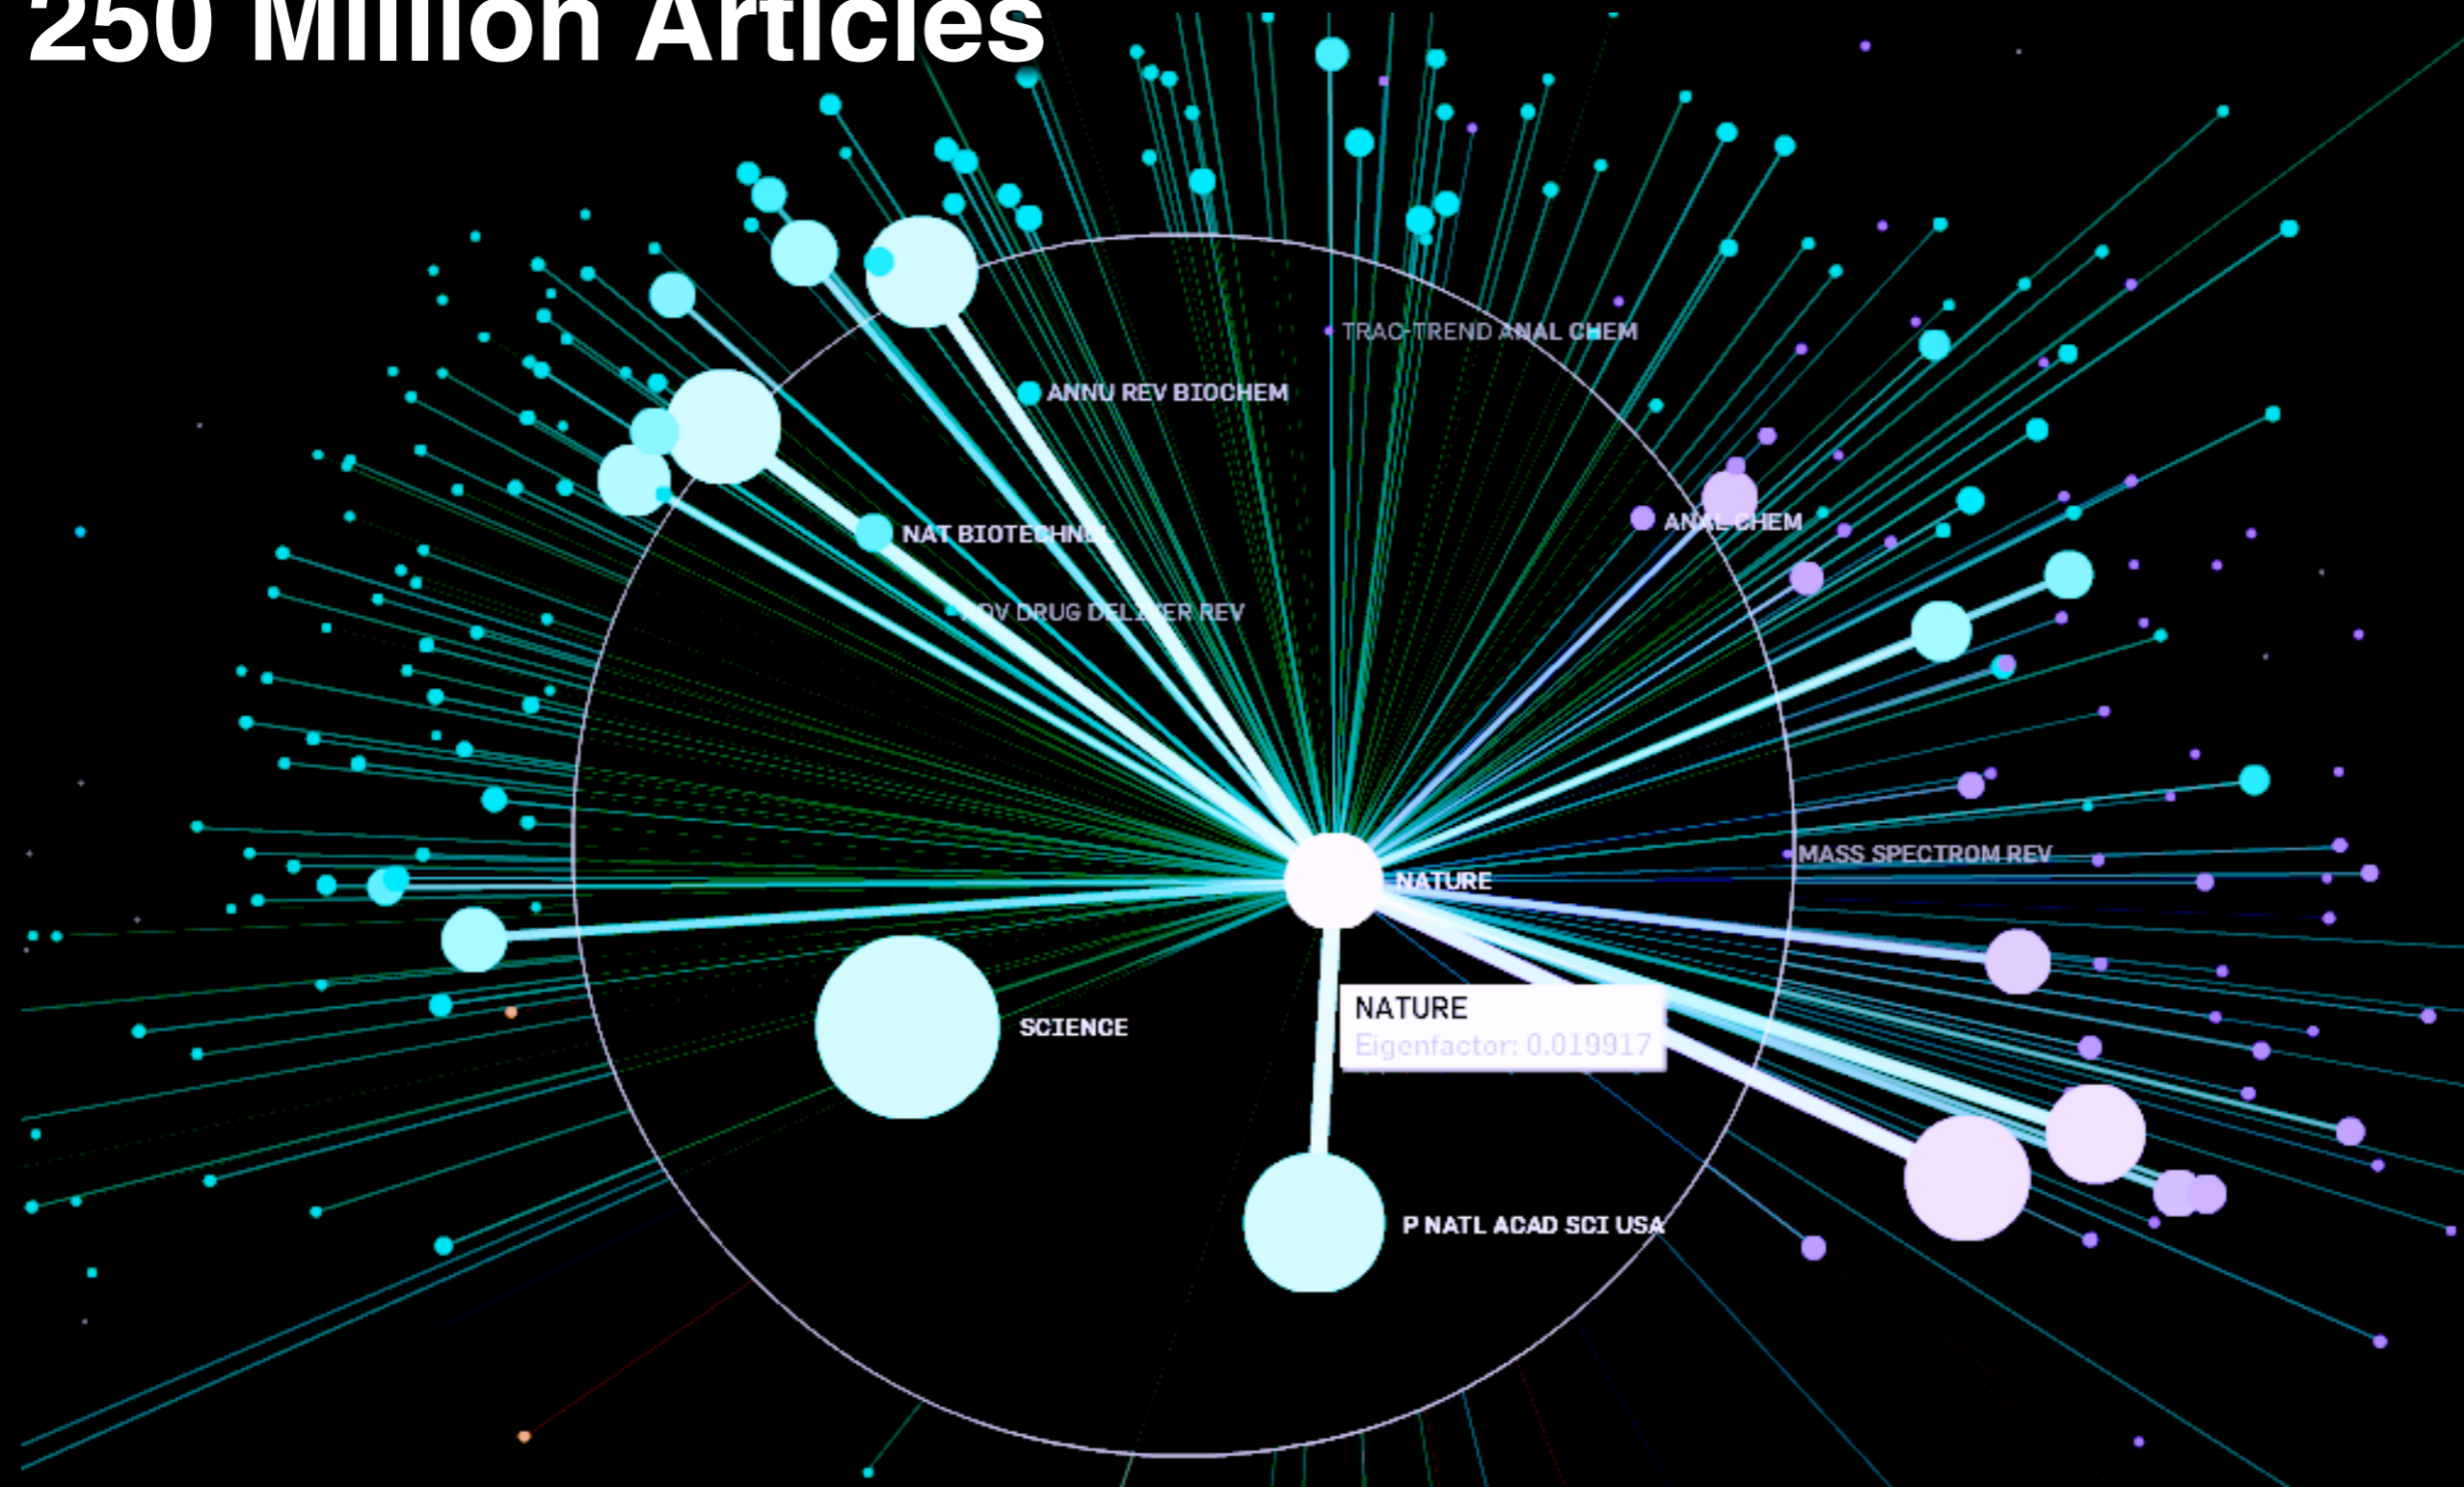 250 Million Articles
TRAC-TREND ANAL CHEM
ANNU REV BIOCHEM
ANAL CHEM
NAT BIOTECHNOL
ADV DRUG DELIVER REV
MASS SPECTROM REV
NATURE
NATURE
Eigenfactor: 0.019917
SCIENCE
P NATL ACAD SCI USA